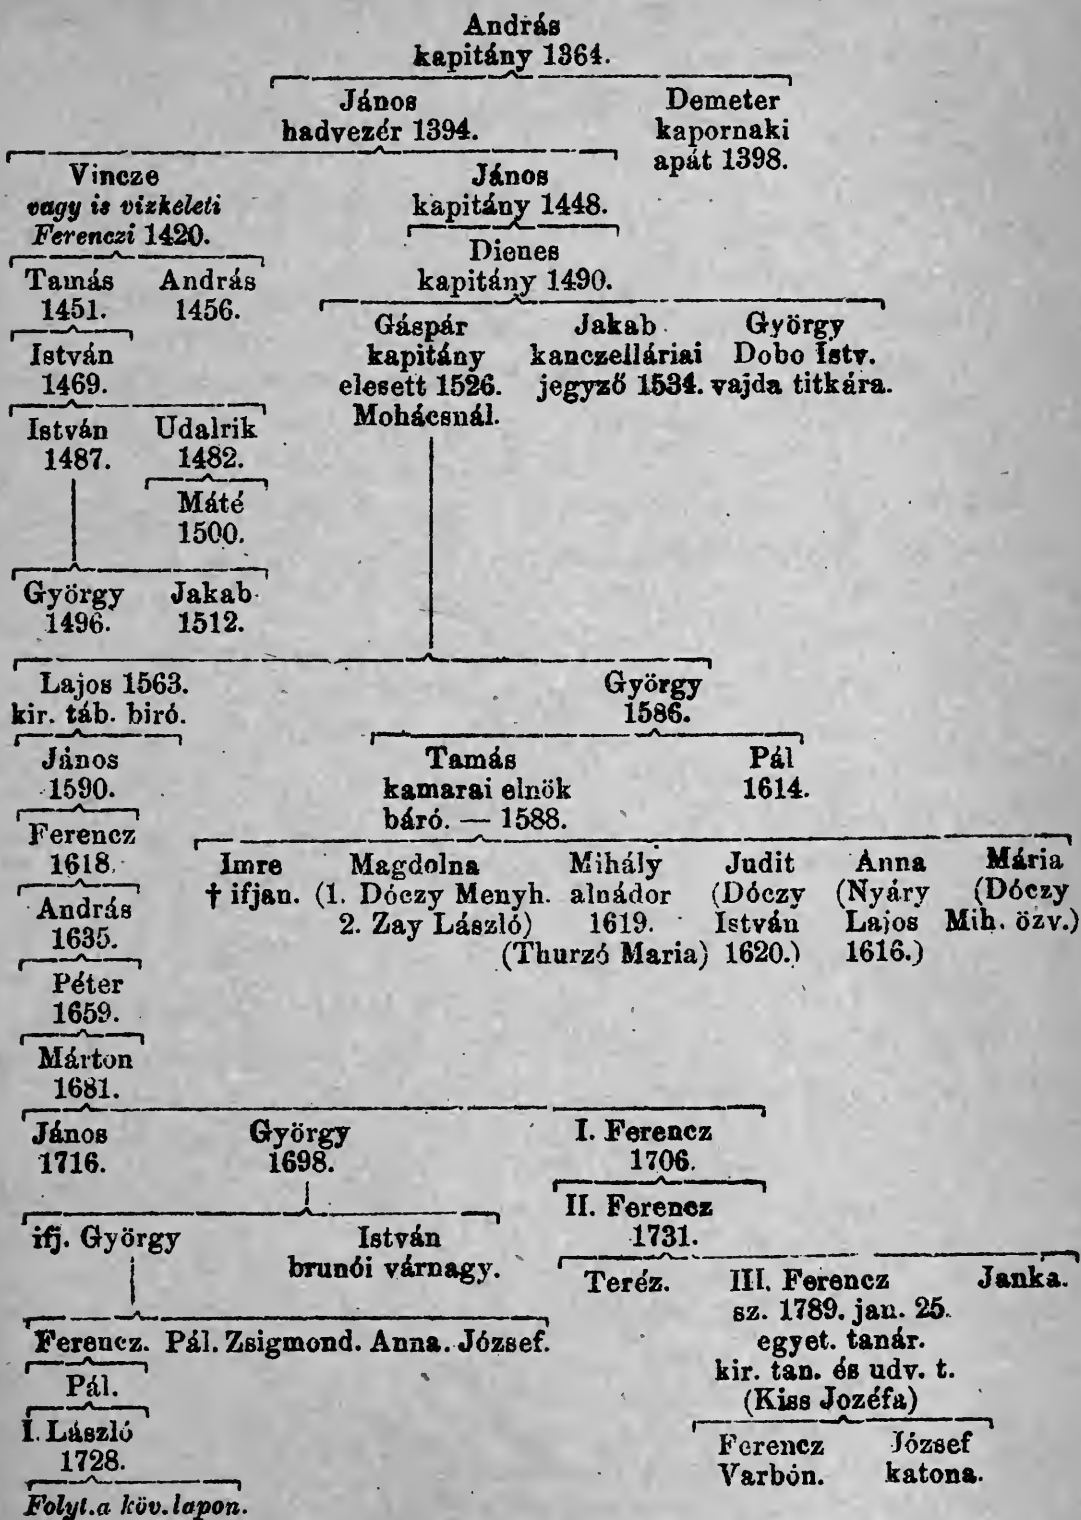 András
kapitány 1364.
János Demeter
hadvezér 1394. kapornaki
apát 1398.
Vincze János
vagy is vizkeleti kapitány 1448.
Ferenczi 1420.
Dienes
Tamás András kapitány 1490.
1451. 1456.
Gáspár Jakab György
István kapitány kanczelláriai Dobo Istv.
1469. elesett 1526. jegyző 1534. vajda titkára.
Mohácsnál.
István Udalrik
1487. 1482.
Máté
1500.
György Jakab
1496. 1512.
Lajos 1563. György
kir. táb. biró. 1586.
János Tamás Pál
1590. kamarai elnök 1614.
báró. — 1588.
Ferencz Imre Magdolna Mihály Judit Anna Mária
1618. † ifjan. (1. Dóczy Menyh. alnádor (Dóczy (Nyáry (Dóczy
András 2. Zay László) 1619. István Lajos Mih. özv.)
1635. (Thurzó Maria) 1620.) 1616.)
Péter
1659.
Márton
1681.
János György I. Ferencz
1716. 1698. 1706.
II. Ferencz
ifj. György István 1731.
brunói várnagy.
Teréz. III. Ferencz Janka.
sz. 1789. jan. 25.
Ferencz. Pál. Zsigmond. Anna. József. egyet. tanár.
kir. tan. és udv. t.
Pál. (Kiss Jozéfa)
I. László Ferencz József
1728. Varbón. katona.
Folyt. a köv. lapon.